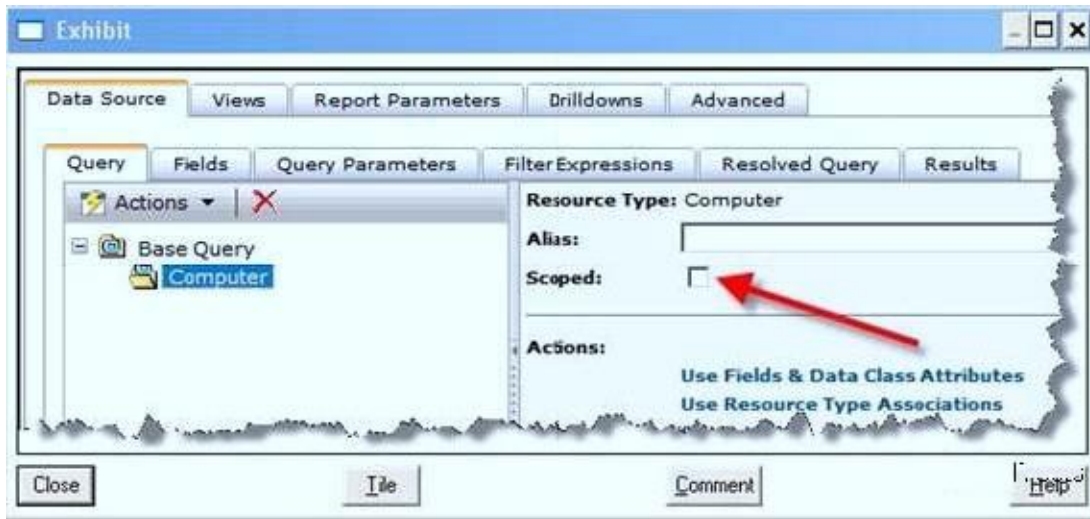 Exhibit
Data Source Views Report Parameters Drilldowns Advanced
Query Fields Query Parameters FilterExpressions Resolved Query Results
Actions
Resource Type: Computer
Base Query
Alias:
Computer
Scoped:
Actions:
Use Fields & Data Class Attributes
Use Resource Type Associations
Close Tile Comment Help